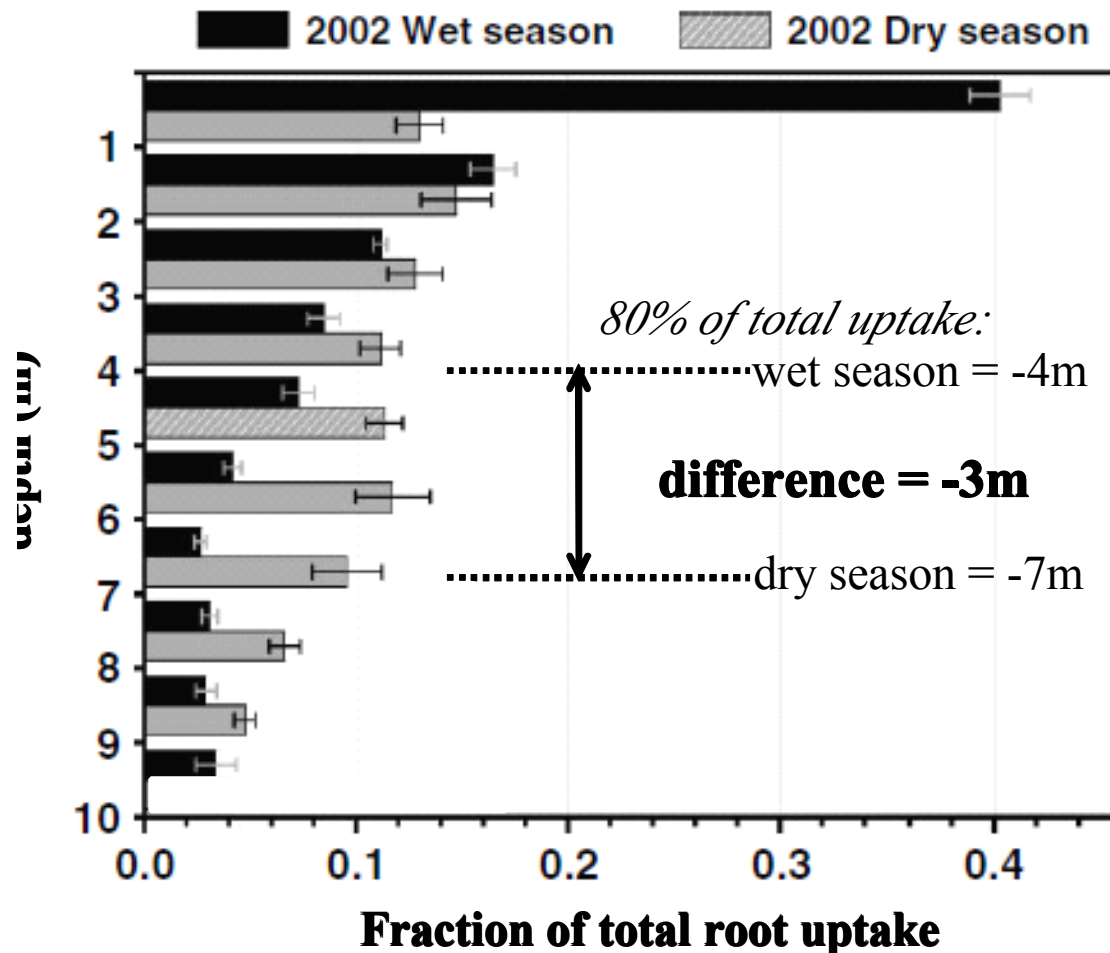 2002 Wet season
2002 Dry season
depth (m)
1
2
3
4
5
6
7
8
9
10
80% of total uptake:
wet season = -4m
difference = -3m
dry season = -7m
0.0 0.1 0.2 0.3 0.4
Fraction of total root uptake